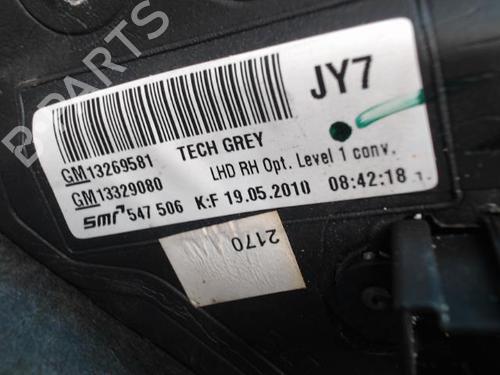 JY7
GM13269581 TECH GREY
GM13329080 LHD RH Opt. Level 1 conv.
smr 547 506 K:F 19.05.2010 08:42:18
2170
B PARTS